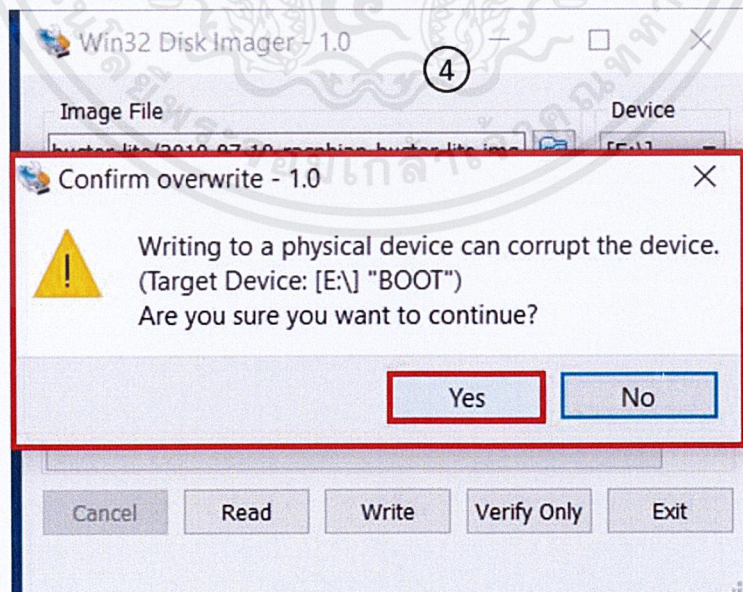 Win32 Disk Imager - 1.0
4
Image File
Device
Confirm overwrite - 1.0
Writing to a physical device can corrupt the device.
(Target Device: [E:\] "BOOT")
Are you sure you want to continue?
Yes
No
Cancel
Read
Write
Verify Only
Exit